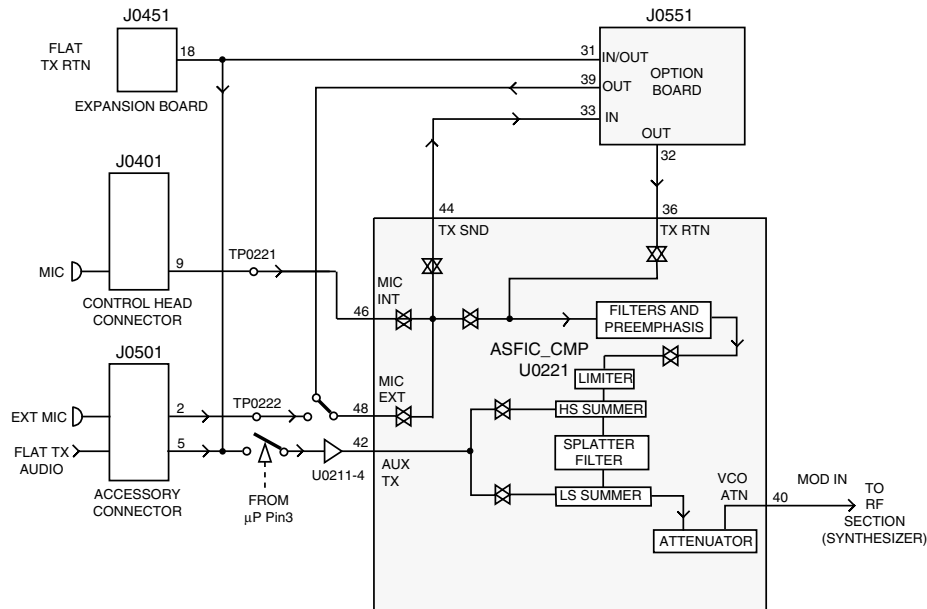 J0451
J0551
FLAT
TX RTN
18
31
IN/OUT
39
OUT
OPTION
BOARD
EXPANSION BOARD
33
IN
OUT
32
J0401
44
36
TX SND
TX RTN
MIC
9
TP0221
MIC
INT
46
CONTROL HEAD
CONNECTOR
FILTERS AND
PREEMPHASIS
ASFIC_CMP
U0221
J0501
LIMITER
MIC
EXT
EXT MIC
2
TP0222
48
HS SUMMER
FLAT TX
AUDIO
5
U0211-4
42
AUX
TX
SPLATTER
FILTER
ACCESSORY
CONNECTOR
FROM
µP Pin3
LS SUMMER
VCO
ATN
40
MOD IN
TO
RF
SECTION
(SYNTHESIZER)
ATTENUATOR